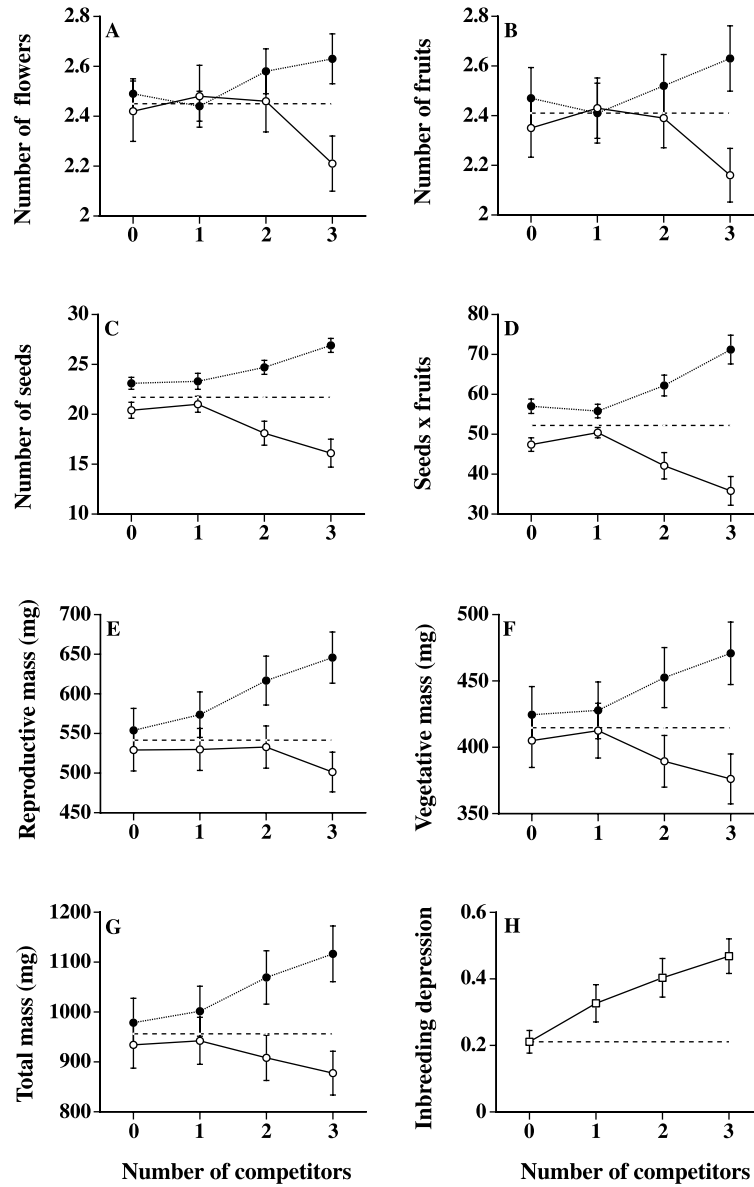 A
Number of flowers
2.8
2.6
2.4
2.2
2
0 1 2 3
B
Number of fruits
2.8
2.6
2.4
2.2
2
0 1 2 3
C
Number of seeds
30
25
20
15
10
0 1 2 3
D
Seeds x fruits
80
70
60
50
40
30
0 1 2 3
E
Reproductive mass (mg)
700
650
600
550
500
450
0 1 2 3
F
Vegetative mass (mg)
500
450
400
350
0 1 2 3
G
Total mass (mg)
1200
1100
1000
900
800
0 1 2 3
Number of competitors
H
Inbreeding depression
0.6
0.4
0.2
0
0 1 2 3
Number of competitors